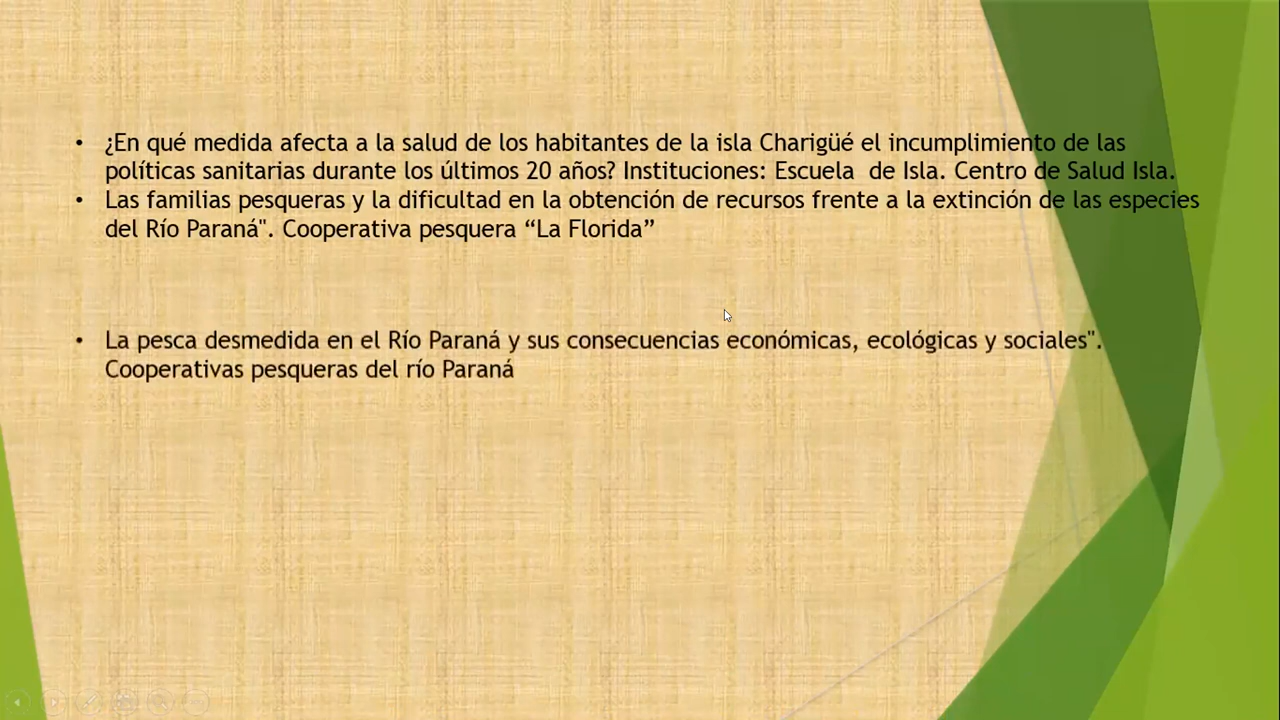 • ¿En qué medida afecta a la salud de los habitantes de la isla Charigüé el incumplimiento de las
políticas sanitarias durante los últimos 20 años? Instituciones: Escuela  de Isla. Centro de Salud Isla.
• Las familias pesqueras y la dificultad en la obtención de recursos frente a la extinción de las especies
del Río Paraná". Cooperativa pesquera “La Florida”
• La pesca desmedida en el Río Paraná y sus consecuencias económicas, ecológicas y sociales".
Cooperativas pesqueras del río Paraná